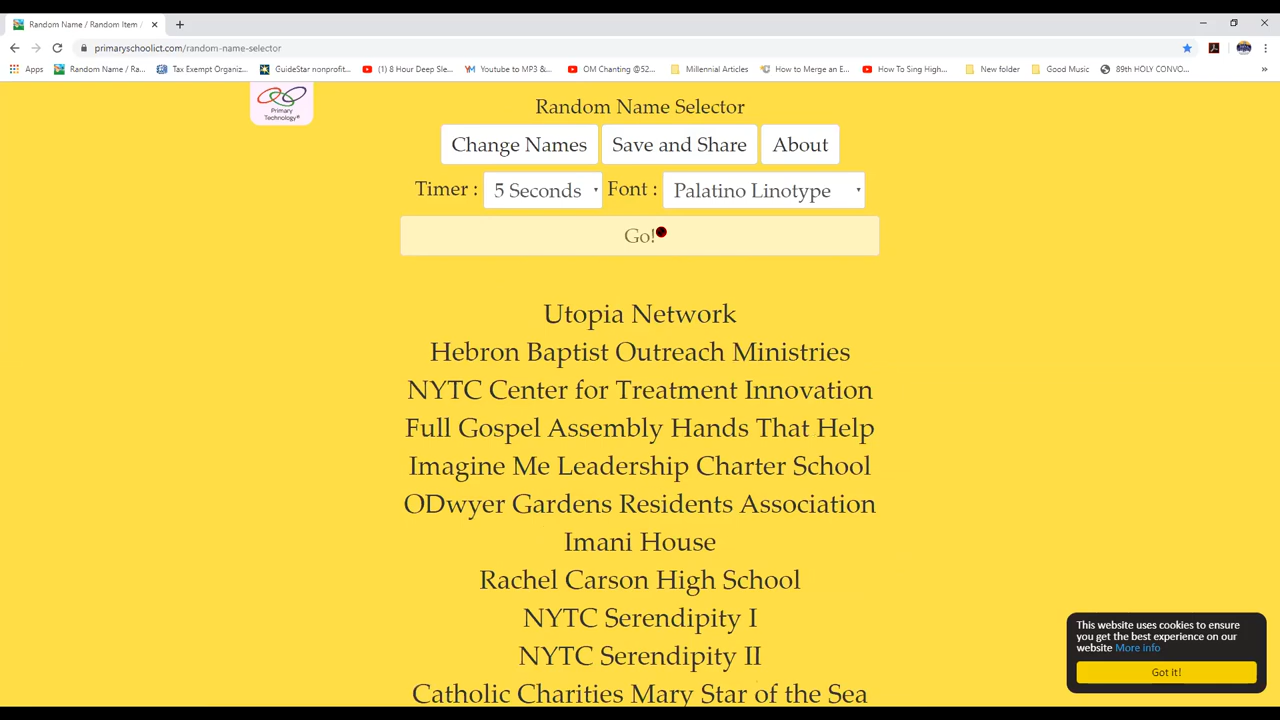 Random Name / Random Item /
primaryschoolict.com/random-name-selector
Apps
Random Name / Ra...
Tax Exempt Organiz...
GuideStar nonprofit...
(1) 8 Hour Deep Sle...
Youtube to MP3 &...
OM Chanting @52...
Millennial Articles
How to Merge an E...
How To Sing High...
New folder
Good Music
89th HOLY CONVO...
»
Primary
Technology®
Random Name Selector
Change Names
Save and Share
About
Timer :
5 Seconds
Font :
Palatino Linotype
Go!
Utopia Network
Hebron Baptist Outreach Ministries
NYTC Center for Treatment Innovation
Full Gospel Assembly Hands That Help
Imagine Me Leadership Charter School
ODwyer Gardens Residents Association
Imani House
Rachel Carson High School
NYTC Serendipity I
NYTC Serendipity II
Catholic Charities Mary Star of the Sea
This website uses cookies to ensure
you get the best experience on our
website More info
Got it!